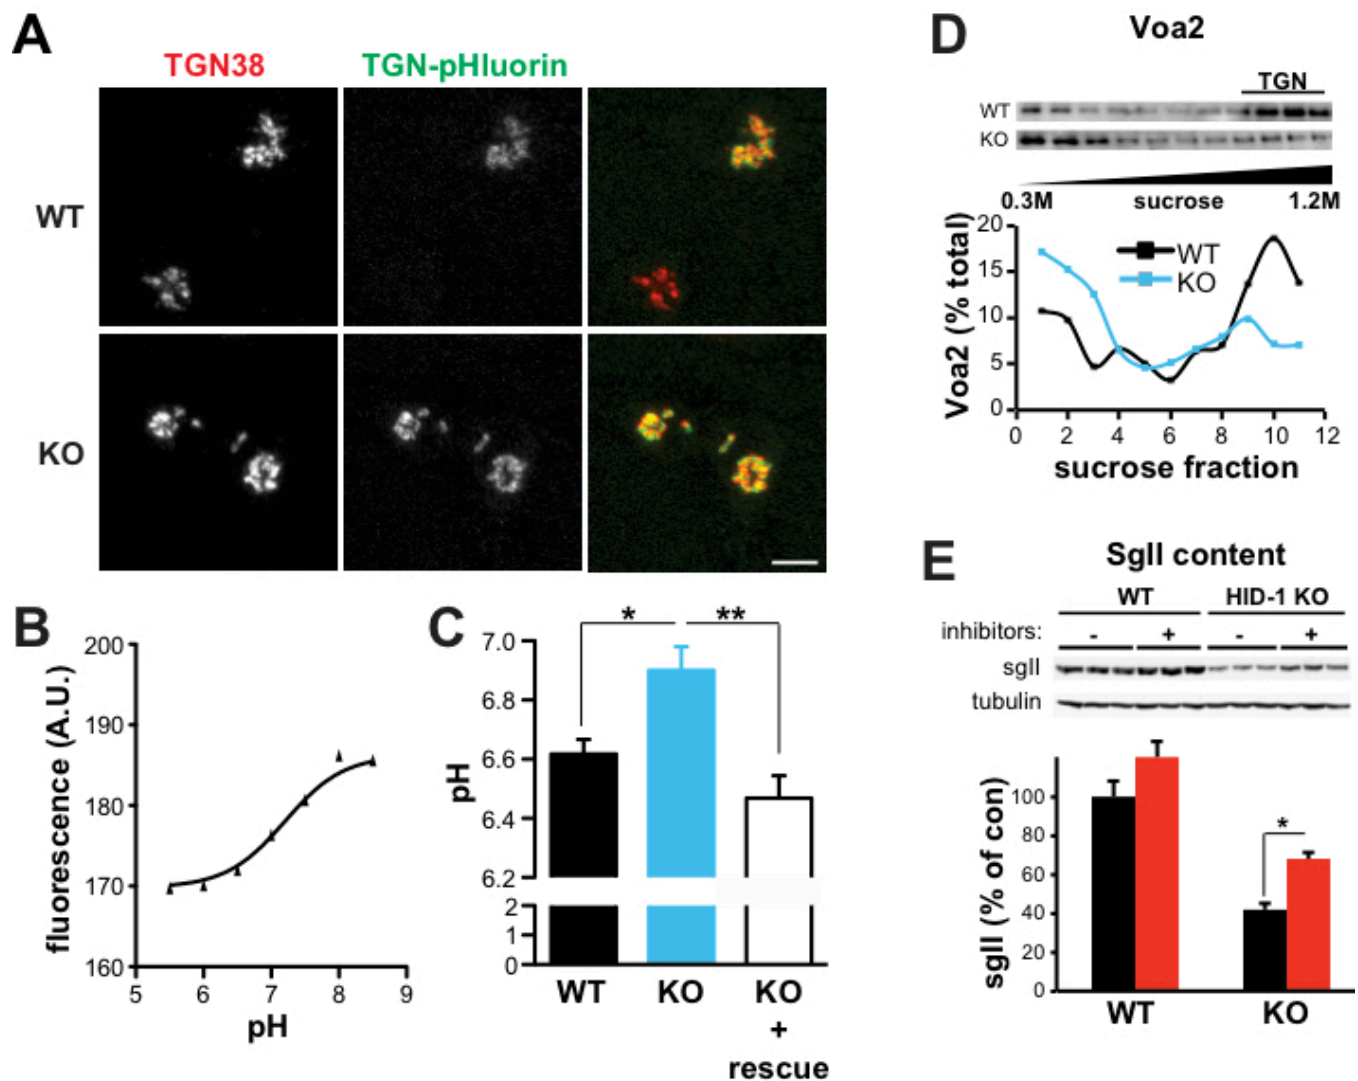 A
TGN38 TGN-pHluorin
WT
KO
B
200
190
180
170
160
fluorescence (A.U.)
5 6 7 8 9
pH
C
* **
7.0
6.8
6.6
6.4
6.2
2
1
0
pH
WT KO KO
+
rescue
D
Voa2
TGN
WT
KO
0.3M sucrose 1.2M
20
15
10
5
0
Voa2 (% total)
WT
KO
0 2 4 6 8 10 12
sucrose fraction
E
SgII content
WT HID-1 KO
inhibitors: - + - +
sgII
tubulin
100
80
60
40
20
0
sgII (% of con)
*
WT KO